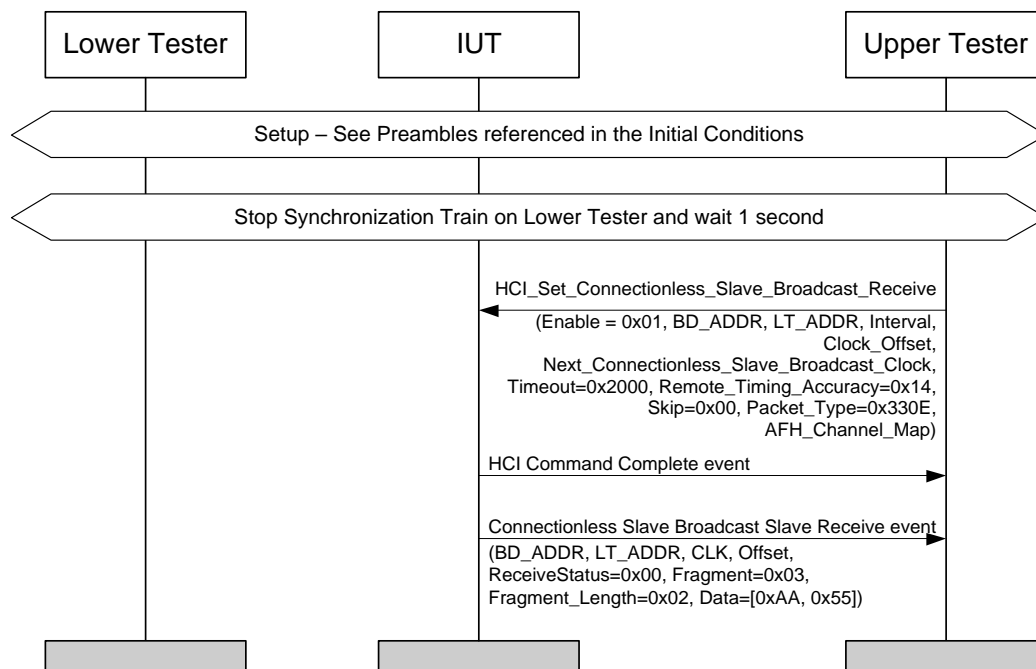 Lower Tester
IUT
Upper Tester
Setup – See Preambles referenced in the Initial Conditions
Stop Synchronization Train on Lower Tester and wait 1 second
HCI_Set_Connectionless_Slave_Broadcast_Receive
(Enable = 0x01, BD_ADDR, LT_ADDR, Interval,
Clock_Offset,
Next_Connectionless_Slave_Broadcast_Clock,
Timeout=0x2000, Remote_Timing_Accuracy=0x14,
Skip=0x00, Packet_Type=0x330E,
AFH_Channel_Map)
HCI Command Complete event
Connectionless Slave Broadcast Slave Receive event
(BD_ADDR, LT_ADDR, CLK, Offset,
ReceiveStatus=0x00, Fragment=0x03,
Fragment_Length=0x02, Data=[0xAA, 0x55])